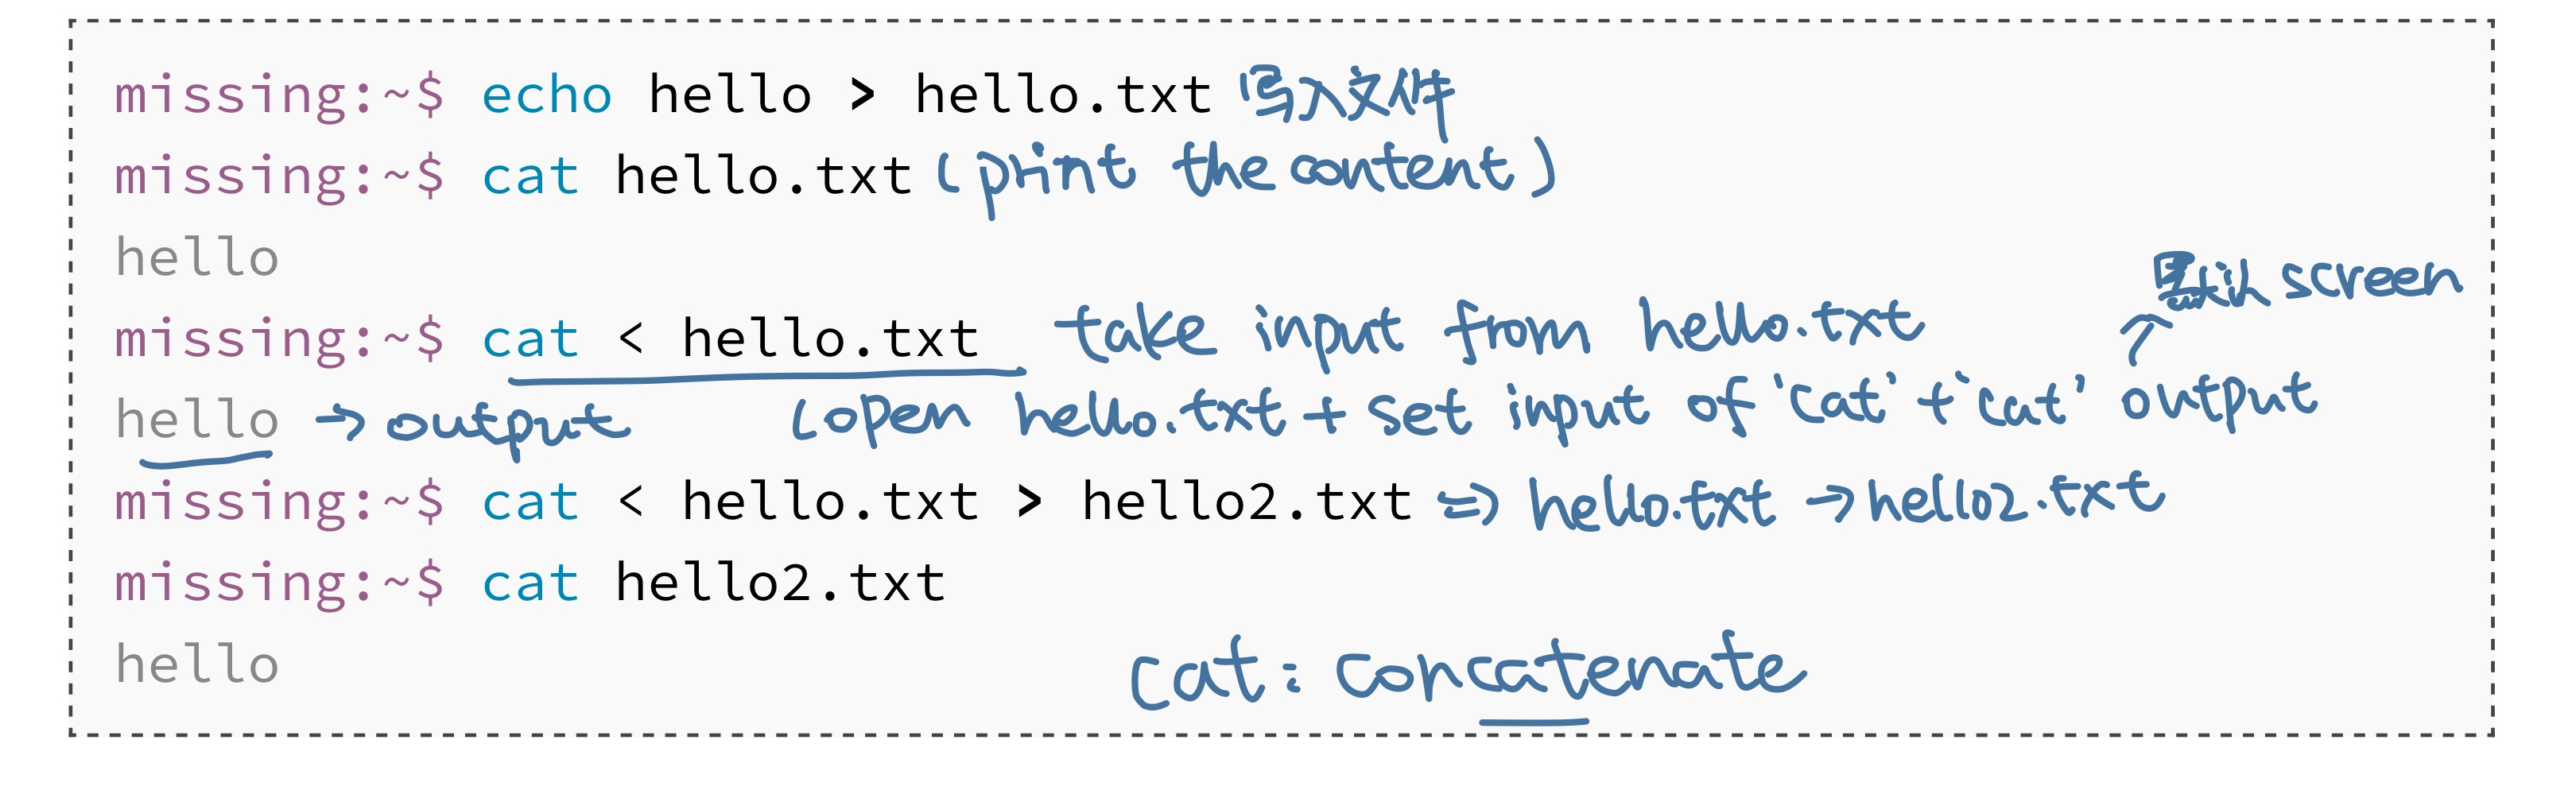 missing:~$ echo hello > hello.txt 写入文件
missing:~$ cat hello.txt (print the content)
hello
默认 screen
missing:~$ cat < hello.txt take input from hello.txt
hello → output (open hello.txt + set input of 'cat' + 'cat' output
missing:~$ cat < hello.txt > hello2.txt => hello.txt → hello2.txt
missing:~$ cat hello2.txt
hello
cat: concatenate